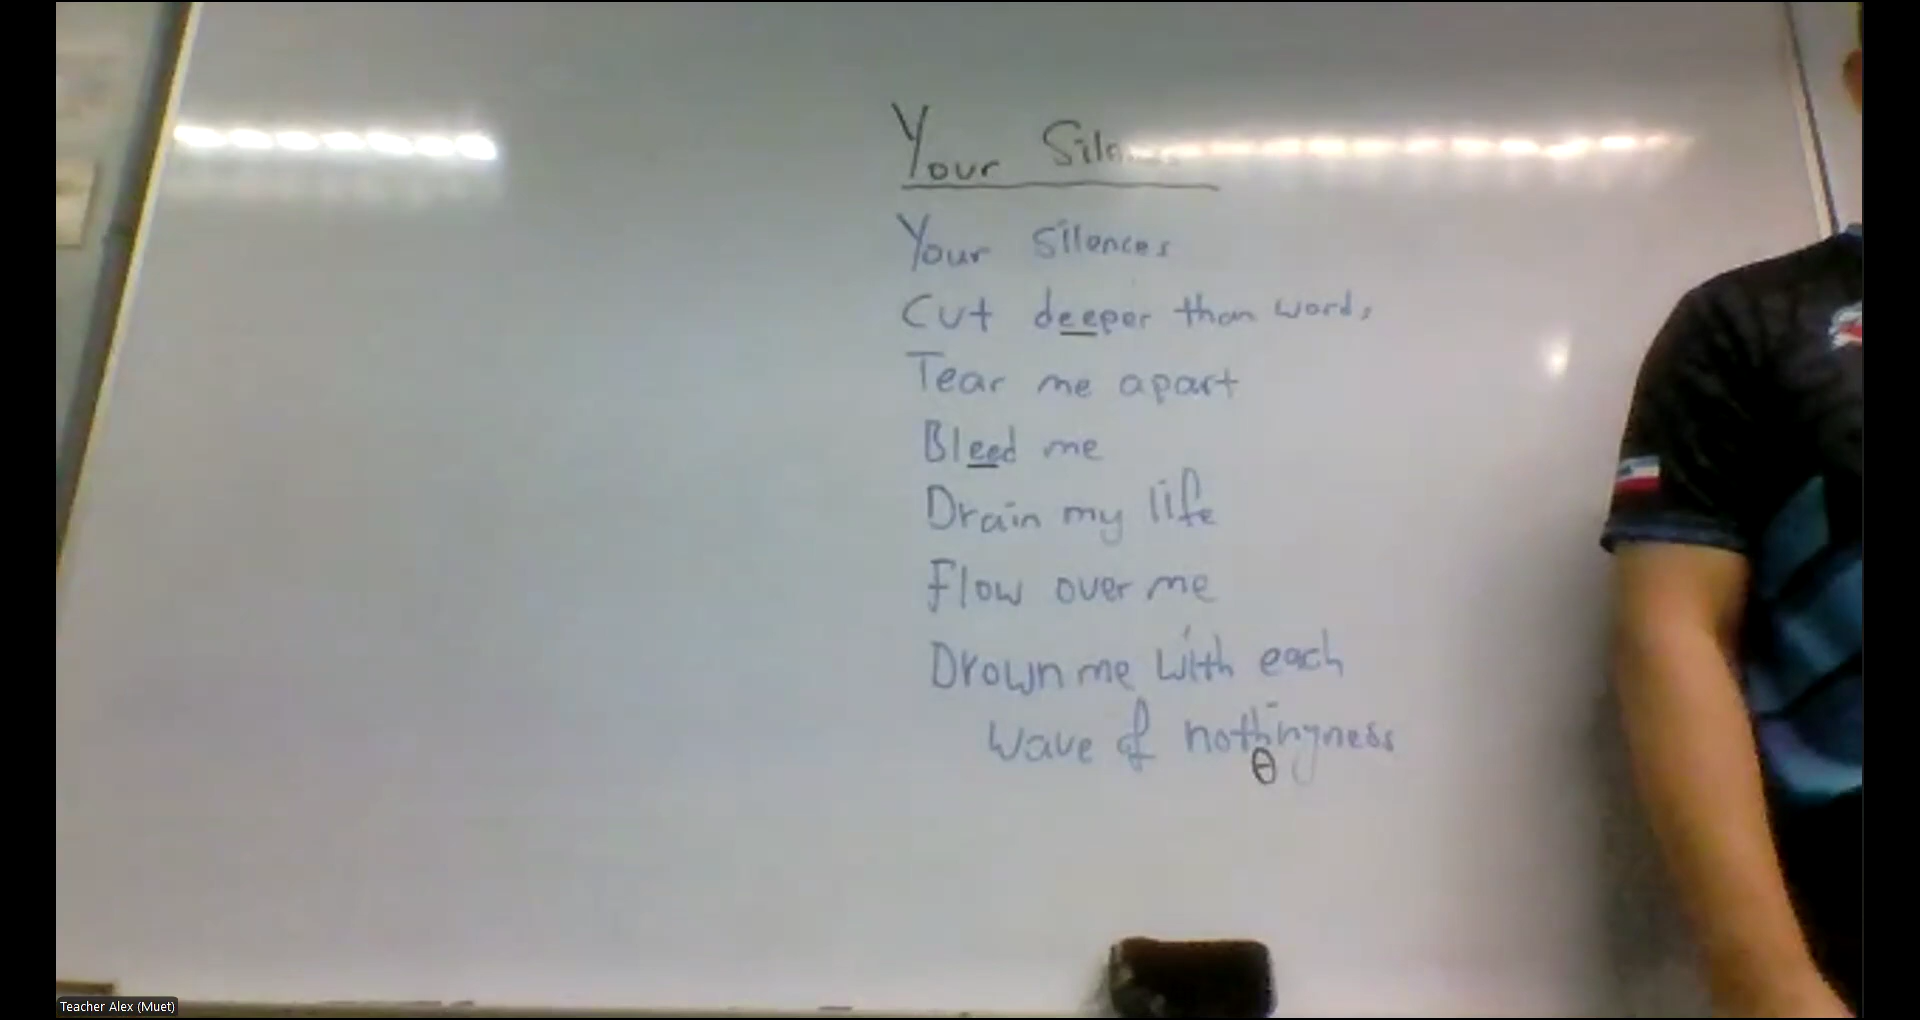 Your
Your silences
Cut deeper than words
Tear me apart
Bleed me
Drain my life
Flow over me
Drown me with each
wave of nothingness
θ
Teacher Alex (Muet)